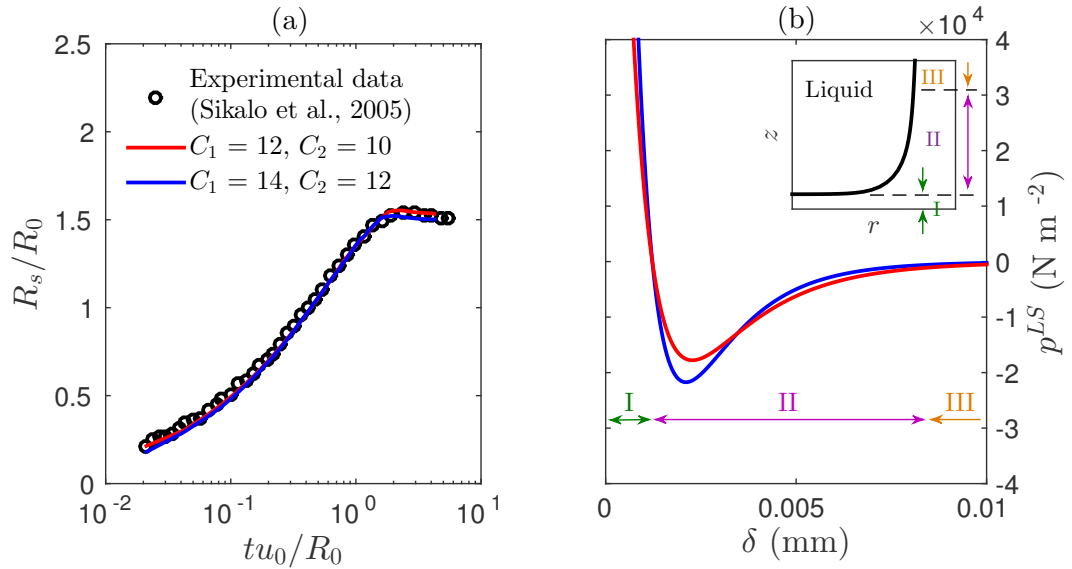 (a)
2.5
2
1.5
1
0.5
0
10^-2
10^-1
10^0
10^1
R_s/R_0
tu_0/R_0
Experimental data
(Sikalo et al., 2005)
C_1 = 12, C_2 = 10
C_1 = 14, C_2 = 12
(b)
×10^4
4
3
2
1
0
-1
-2
-3
-4
p^LS (N m^-2)
0
0.005
0.01
δ (mm)
Liquid
III
II
I
z
r
I
II
III